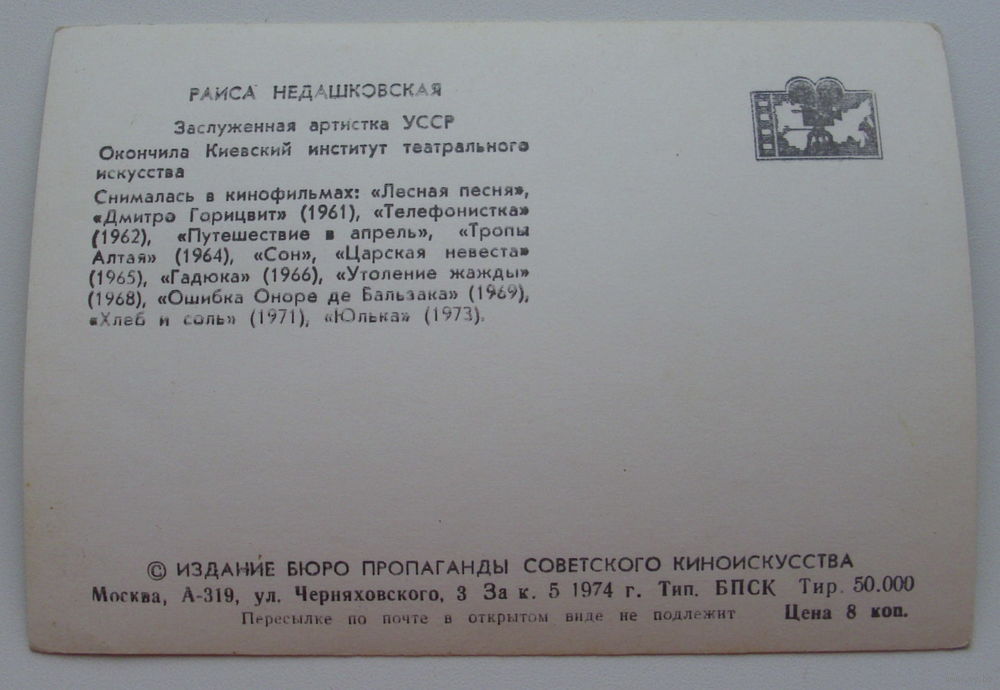 РАИСА НЕДАШКОВСКАЯ
Заслуженная артистка УССР
Окончила Киевский институт театрального
искусства
Снималась в кинофильмах: «Лесная песня»,
«Дмитро Горицвит» (1961), «Телефонистка»
(1962), «Путешествие в апрель», «Тропы
Алтая» (1964), «Сон», «Царская невеста»
(1965), «Гадюка» (1966), «Утоление жажды»
(1968), «Ошибка Оноре де Бальзака» (1969),
«Хлеб и соль» (1971), «Юлька» (1973).
© ИЗДАНИЕ БЮРО ПРОПАГАНДЫ СОВЕТСКОГО КИНОИСКУССТВА
Москва, А-319, ул. Черняховского, 3 Зак. 5 1974 г. Тип. БПСК Тир. 50.000
Пересылке по почте в открытом виде не подлежит Цена 8 коп.